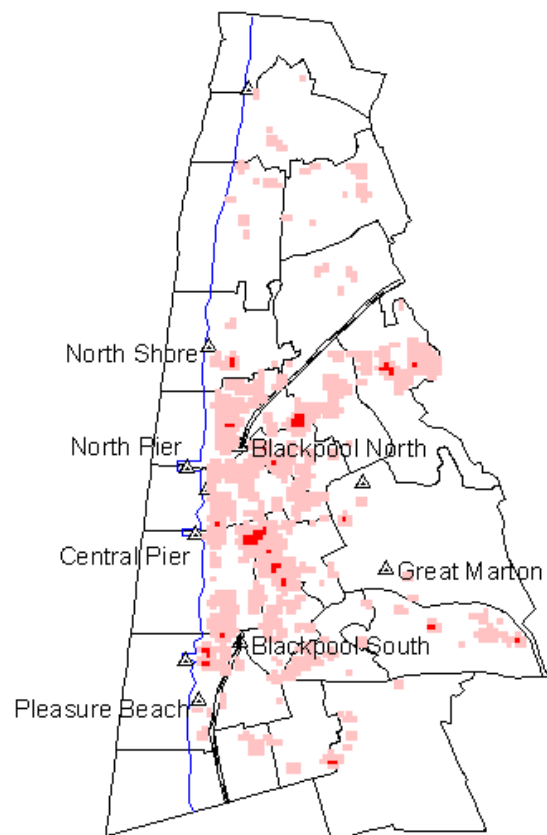 North Shore
North Pier
Blackpool North
Central Pier
Great Marton
Blackpool South
Pleasure Beach